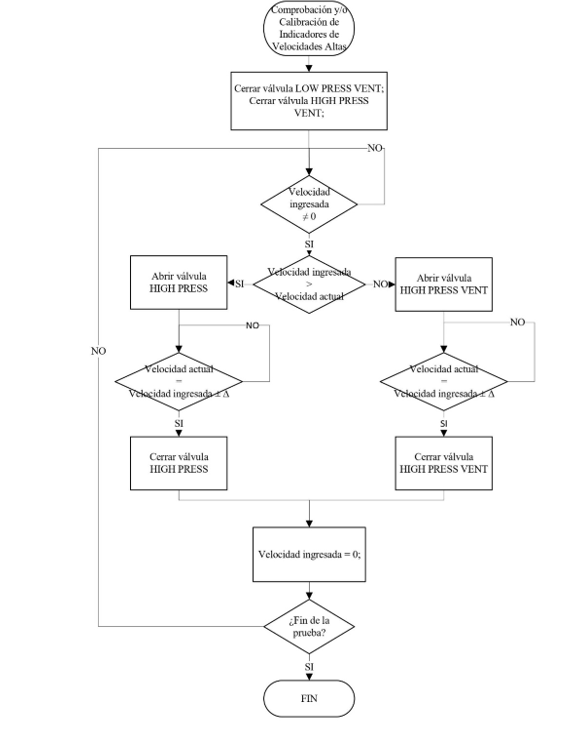 Comprobación y/o
Calibración de
Indicadores de
Velocidades Altas
Cerrar válvula LOW PRESS VENT;
Cerrar válvula HIGH PRESS
VENT;
NO
Velocidad
ingresada
≠ 0
SI
Velocidad ingresada
>
Velocidad actual
SI
NO
Abrir válvula
HIGH PRESS
Abrir válvula
HIGH PRESS VENT
NO
NO
NO
Velocidad actual
=
Velocidad ingresada ± Δ
Velocidad actual
=
Velocidad ingresada ± Δ
SI
SI
Cerrar válvula
HIGH PRESS
Cerrar válvula
HIGH PRESS VENT
Velocidad ingresada = 0;
¿Fin de la
prueba?
SI
FIN